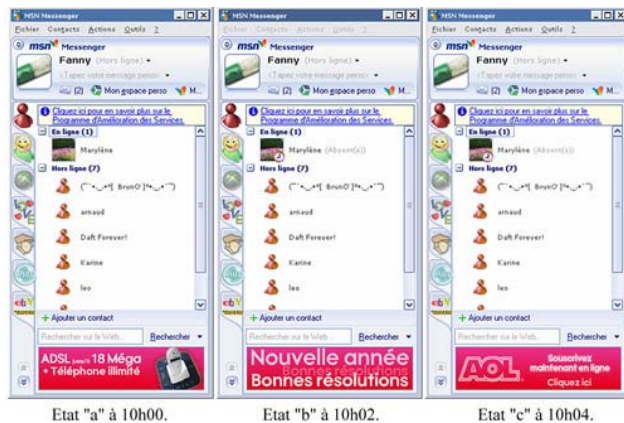 MSN Messenger
Fichier Contacts Actions Outils ?
msn Messenger
Fanny (Hors ligne)
<Tapez votre message perso>
(2) Mon espace perso M...
Cliquez ici pour en savoir plus sur le
Programme d'Amélioration des Services.
En ligne (1)
Marylène
Hors ligne (7)
BrunO'
arnaud
Daft Forever!
Karine
leo
+ Ajouter un contact
Rechercher sur le Web... Rechercher
ADSL jusqu'à 18 Méga
+ Téléphone illimité
Etat "a" à 10h00.
MSN Messenger
Fichier Contacts Actions Outils ?
msn Messenger
Fanny (Hors ligne)
<Tapez votre message perso>
(2) Mon espace perso M...
Cliquez ici pour en savoir plus sur le
Programme d'Amélioration des Services.
En ligne (1)
Marylène (Absent(e))
Hors ligne (7)
BrunO'
arnaud
Daft Forever!
Karine
leo
+ Ajouter un contact
Rechercher sur le Web... Rechercher
Nouvelle année
Bonnes résolutions
Bonnes résolutions
Etat "b" à 10h02.
MSN Messenger
Fichier Contacts Actions Outils ?
msn Messenger
Fanny (Hors ligne)
<Tapez votre message perso>
(2) Mon espace perso M...
Cliquez ici pour en savoir plus sur le
Programme d'Amélioration des Services.
En ligne (1)
Marylène (Absent(e))
Hors ligne (7)
BrunO'
arnaud
Daft Forever!
Karine
leo
+ Ajouter un contact
Rechercher sur le Web... Rechercher
AOL
Souscrivez
maintenant en ligne
Cliquez ici
Etat "c" à 10h04.